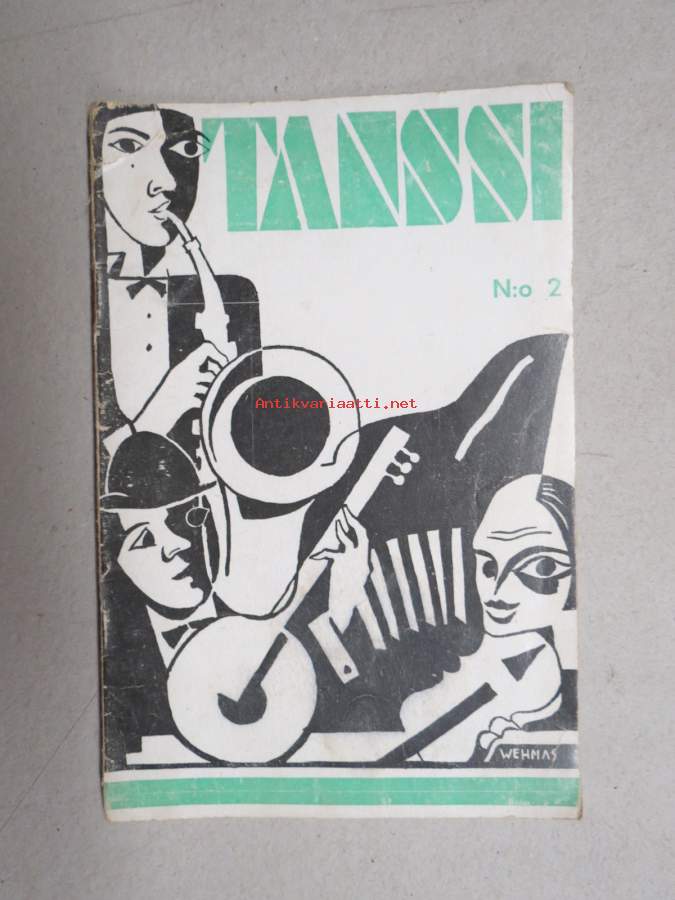 TANSSI
N:o 2
Antikvariaatti.net
WEHMAS